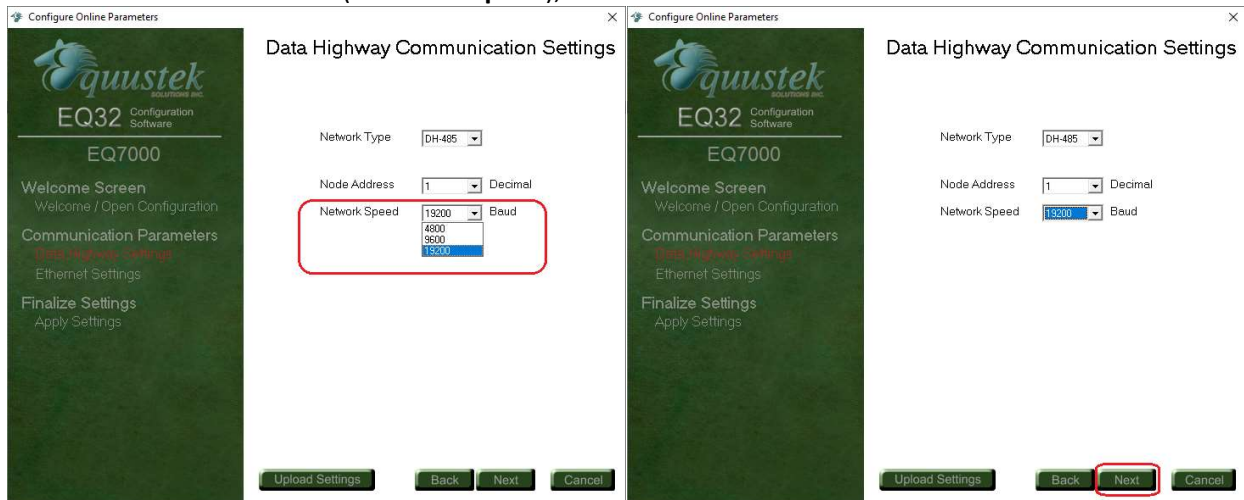 Configure Online Parameters
Equustek
SOLUTIONS INC.
EQ32 Configuration Software
EQ7000
Welcome Screen
Welcome / Open Configuration
Communication Parameters
Data Highway Settings
Ethernet Settings
Finalize Settings
Apply Settings
Data Highway Communication Settings
Network Type DH-485
Node Address 1 Decimal
Network Speed 19200 Baud
4800
9600
19200
Upload Settings Back Next Cancel
Configure Online Parameters
Equustek
SOLUTIONS INC.
EQ32 Configuration Software
EQ7000
Welcome Screen
Welcome / Open Configuration
Communication Parameters
Data Highway Settings
Ethernet Settings
Finalize Settings
Apply Settings
Data Highway Communication Settings
Network Type DH-485
Node Address 1 Decimal
Network Speed 19200 Baud
Upload Settings Back Next Cancel